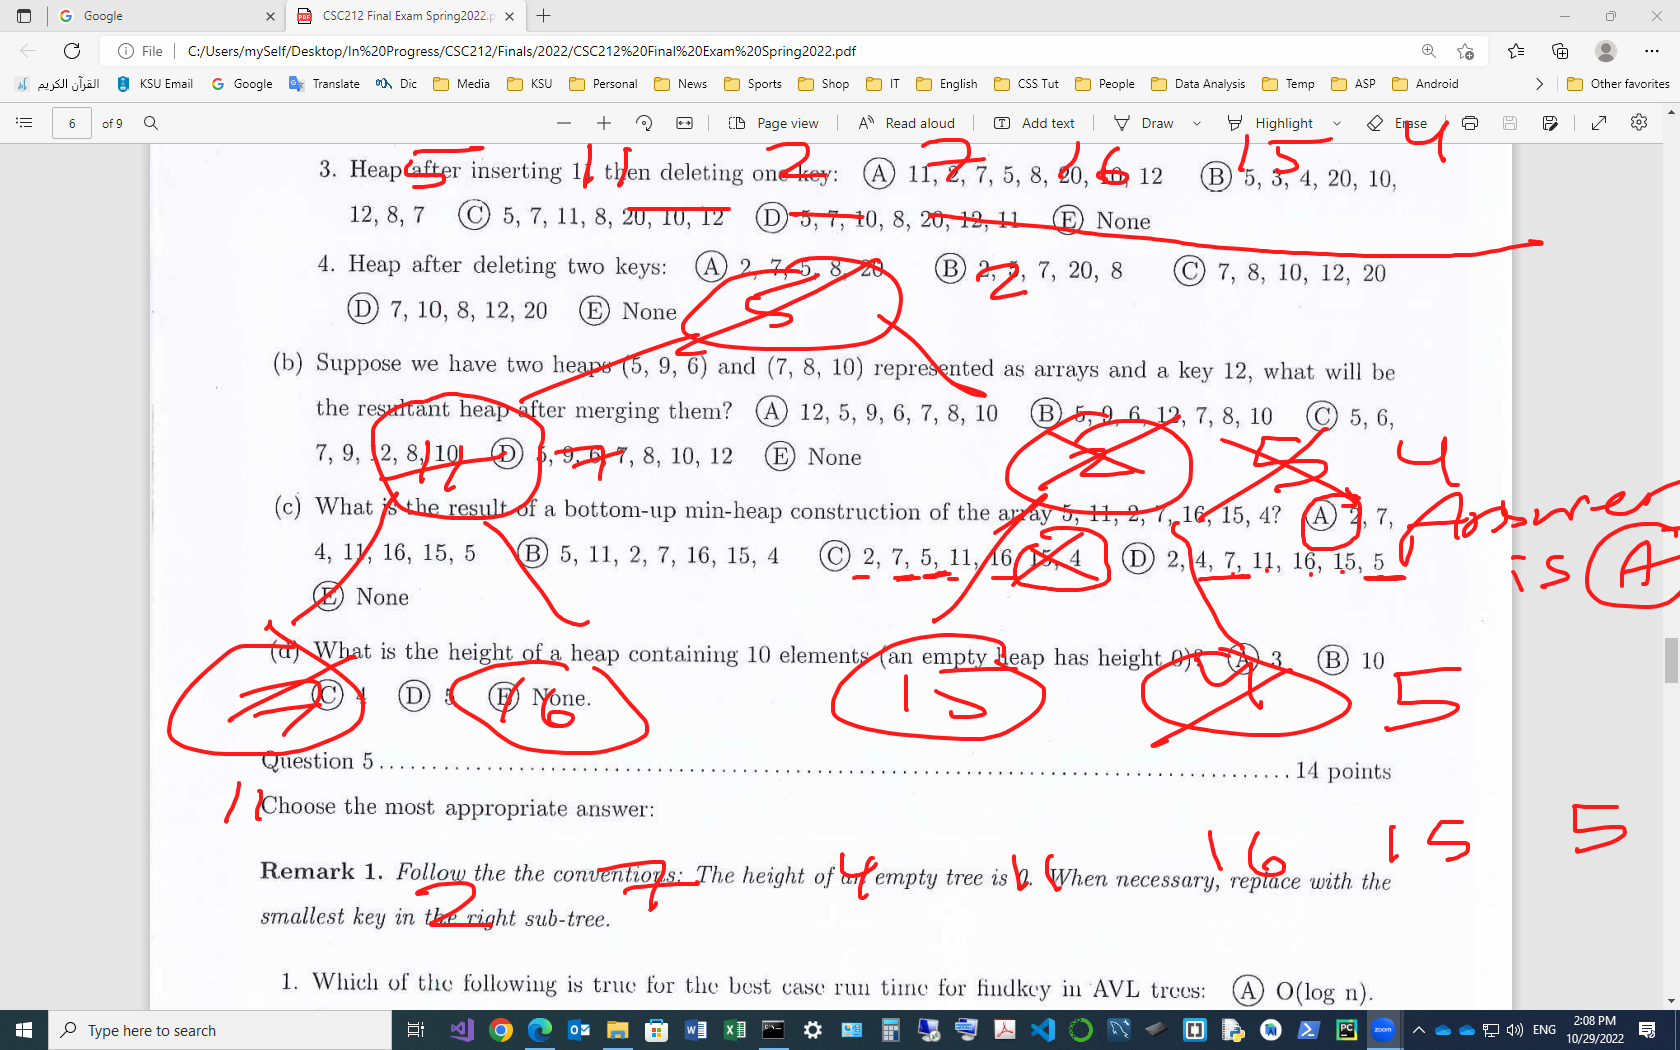 Google
CSC212 Final Exam Spring2022.p
File
C:/Users/mySelf/Desktop/In%20Progress/CSC212/Finals/2022/CSC212%20Final%20Exam%20Spring2022.pdf
القرآن الكريم KSU Email Google Translate Dic Media KSU Personal News Sports Shop IT English CSS Tut People Data Analysis Temp ASP Android Other favorites
6 of 9 Page view Read aloud Add text Draw Highlight Erase
5 11 2 7 16 15 4
3. Heap after inserting 11 then deleting one key: A 11, 2, 7, 5, 8, 20, 10, 12 B 5, 3, 4, 20, 10,
12, 8, 7 C 5, 7, 11, 8, 20, 10, 12 D 5, 7, 10, 8, 20, 12, 11 E None
4. Heap after deleting two keys: A 2, 7, 5, 8, 20 B 2, 5, 7, 20, 8 C 7, 8, 10, 12, 20
2
D 7, 10, 8, 12, 20 E None
5
(b) Suppose we have two heaps (5, 9, 6) and (7, 8, 10) represented as arrays and a key 12, what will be
the resultant heap after merging them? A 12, 5, 9, 6, 7, 8, 10 B 5, 9, 6, 12, 7, 8, 10 C 5, 6,
7, 9, 12, 8, 10 D 5, 9, 6, 7, 8, 10, 12 E None
11 7 2 5 4
(c) What is the result of a bottom-up min-heap construction of the array 5, 11, 2, 7, 16, 15, 4? A 2, 7,
Answer
4, 11, 16, 15, 5 B 5, 11, 2, 7, 16, 15, 4 C 2, 7, 5, 11, 16, 15, 4 D 2, 4, 7, 11, 16, 15, 5
is A
E None
(d) What is the height of a heap containing 10 elements (an empty heap has height 0)? A 3 B 10
C 4 D 5 E None.
7 16 15 4 5
Question 5 14 points
11
Choose the most appropriate answer:
2 7 4 11 16 15 5
Remark 1. Follow the the conventions: The height of an empty tree is 0. When necessary, replace with the
smallest key in the right sub-tree.
1. Which of the following is true for the best case run time for findkey in AVL trees: A O(log n).
Type here to search
zoom
ENG
2:08 PM
10/29/2022